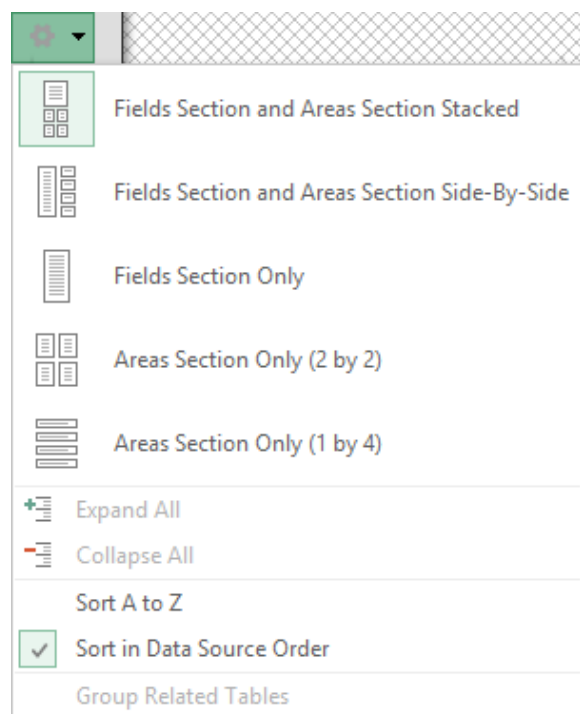 Fields Section and Areas Section Stacked
Fields Section and Areas Section Side-By-Side
Fields Section Only
Areas Section Only (2 by 2)
Areas Section Only (1 by 4)
Expand All
Collapse All
Sort A to Z
Sort in Data Source Order
Group Related Tables